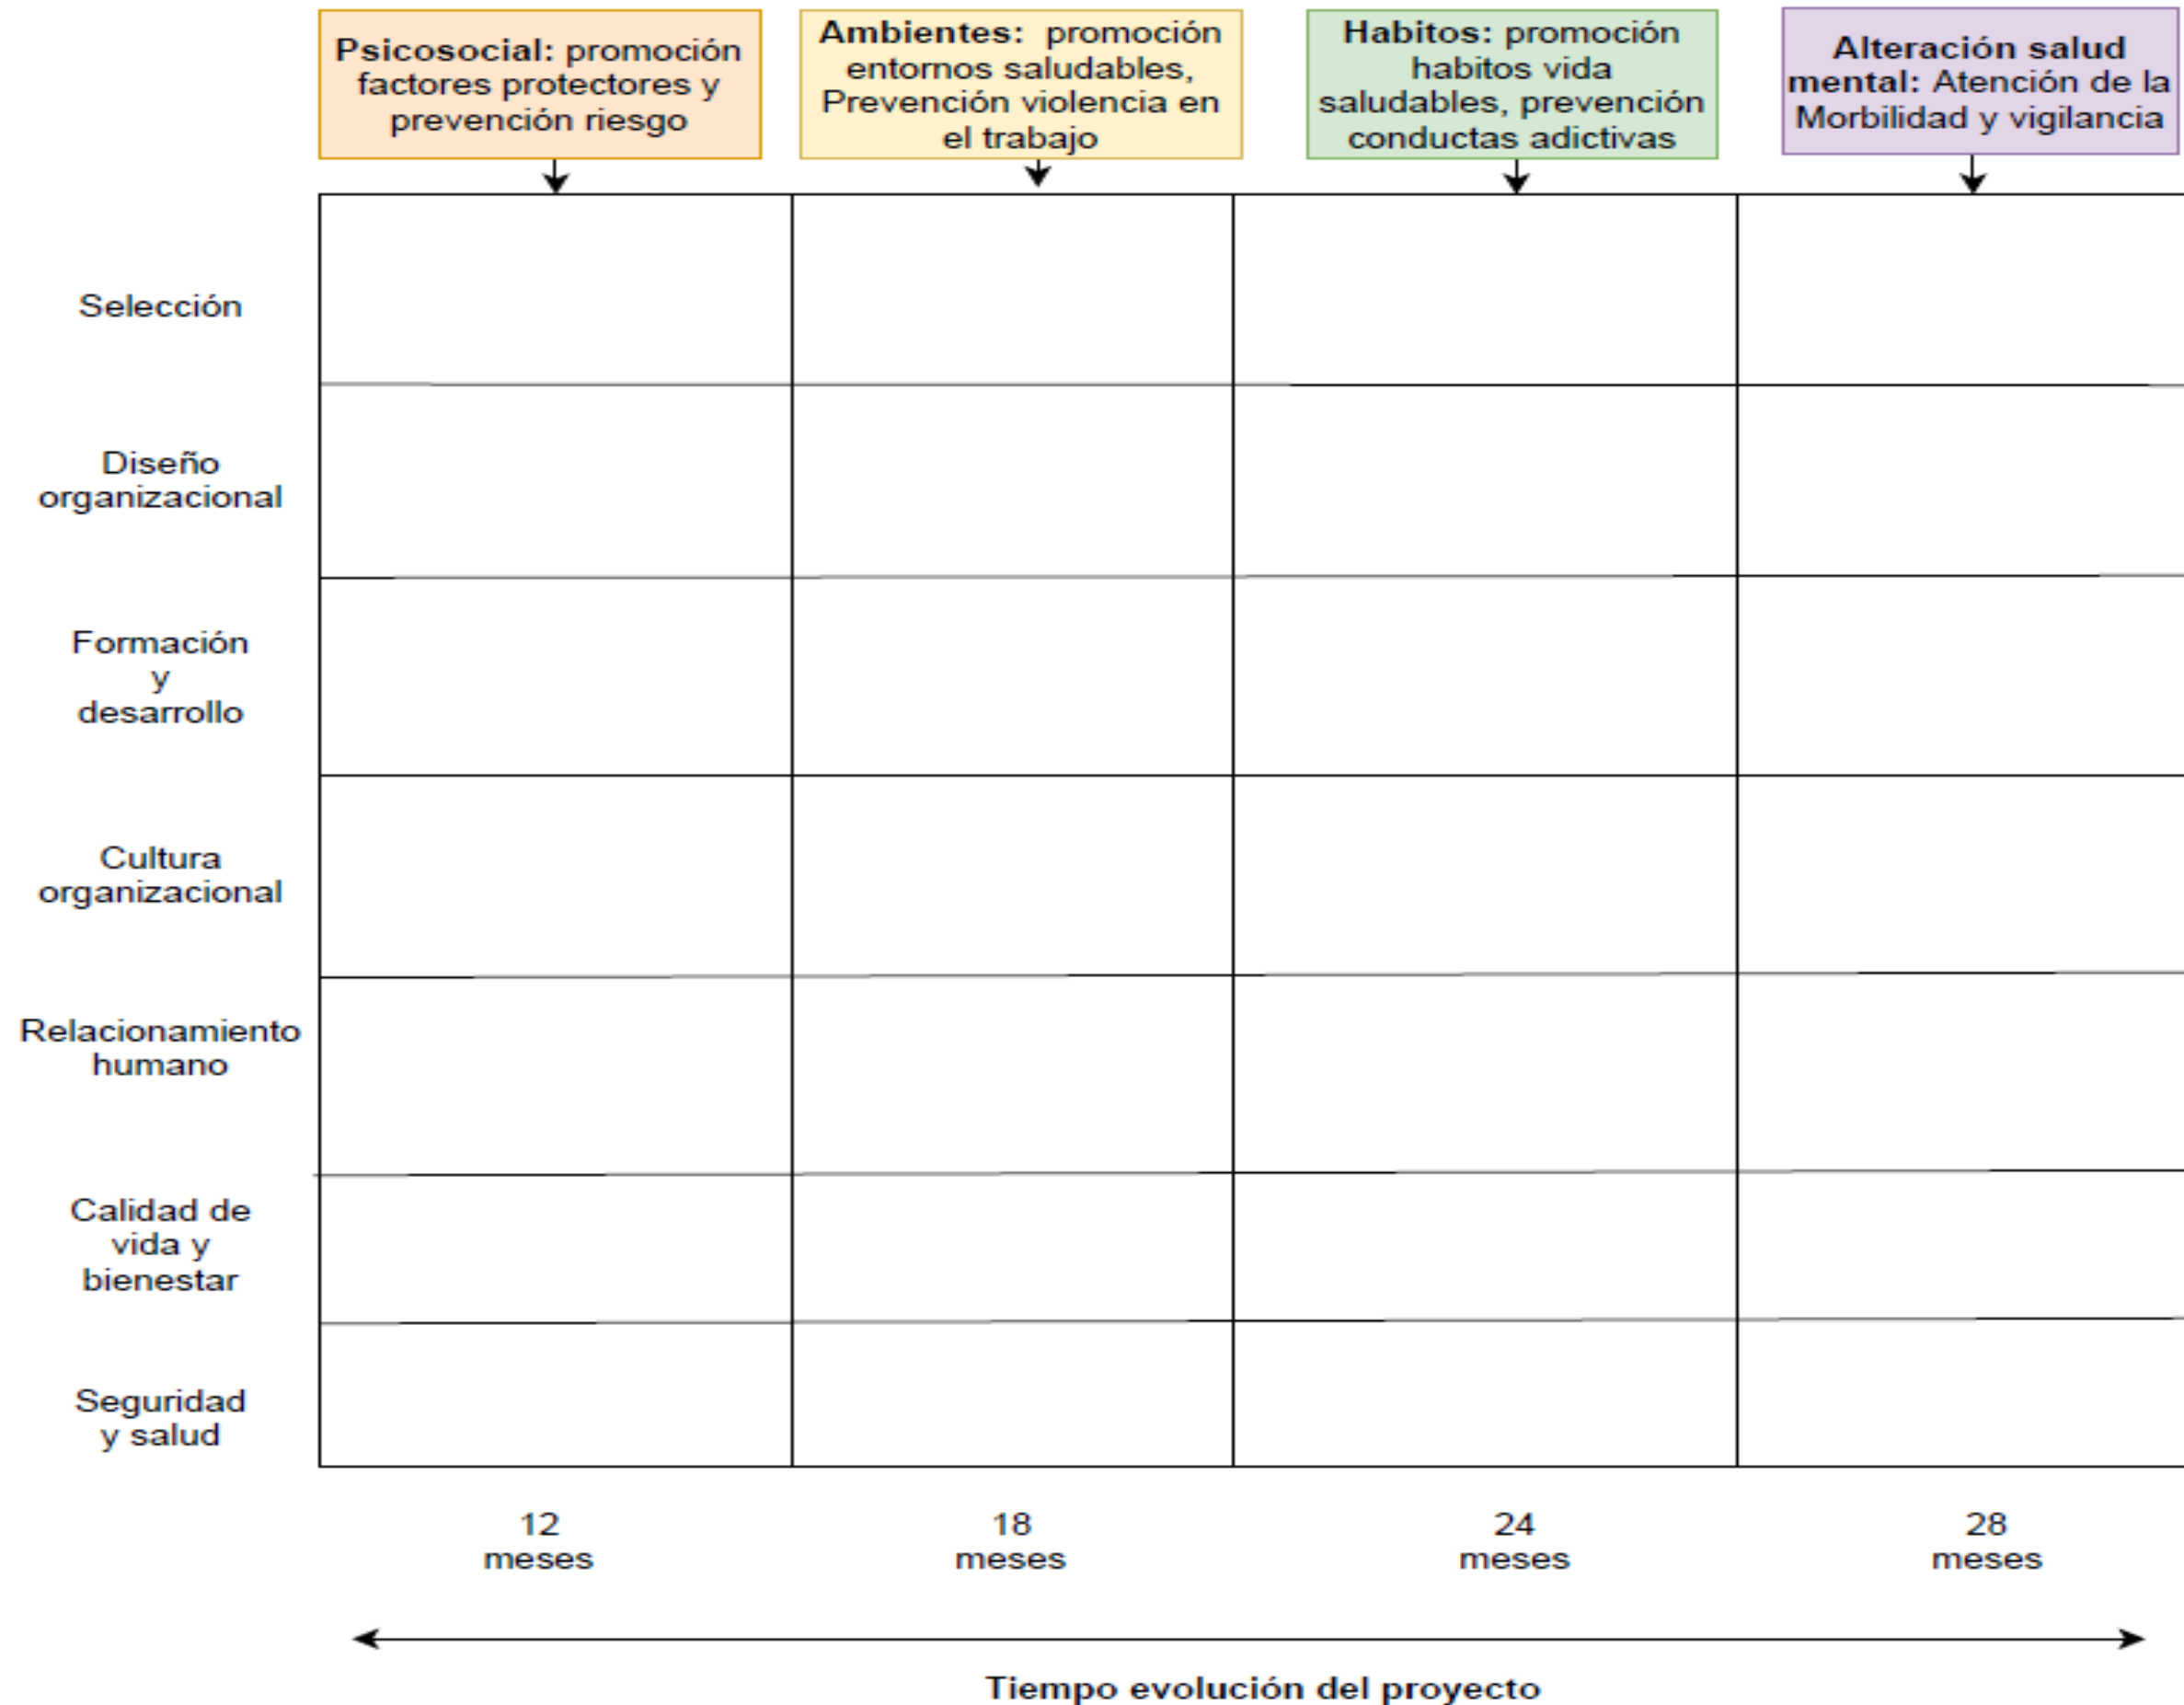 Psicosocial: promoción
factores protectores y
prevención riesgo
Ambientes:  promoción
entornos saludables,
Prevención violencia en
el trabajo
Habitos: promoción
habitos vida
saludables, prevención
conductas adictivas
Alteración salud
mental: Atención de la
Morbilidad y vigilancia
Selección
Diseño
organizacional
Formación
y
desarrollo
Cultura
organizacional
Relacionamiento
humano
Calidad de
vida y
bienestar
Seguridad
y salud
12
meses
18
meses
24
meses
28
meses
Tiempo evolución del proyecto